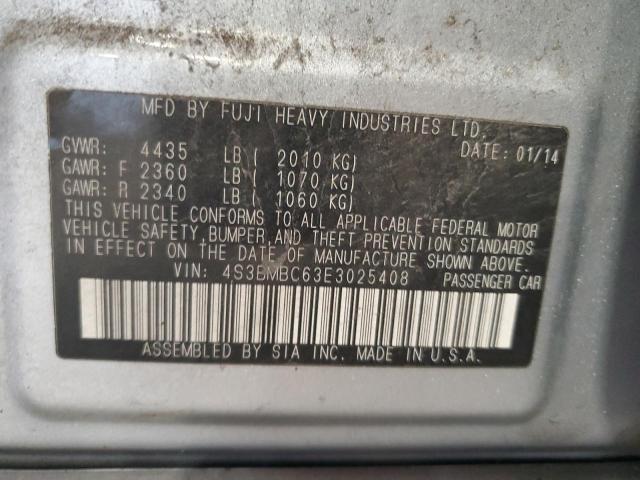 MFD BY FUJI HEAVY INDUSTRIES LTD.
DATE: 01/14
GVWR: 4435 LB ( 2010 KG)
GAWR: F 2360 LB ( 1070 KG)
GAWR: R 2340 LB ( 1060 KG)
THIS VEHICLE CONFORMS TO ALL APPLICABLE FEDERAL MOTOR
VEHICLE SAFETY BUMPER,AND THEFT PREVENTION STANDARDS
IN EFFECT ON THE DATE OF MANUFACTURE SHOWN ABOVE.
VIN: 4S3BMBC63E3025408 PASSENGER CAR
ASSEMBLED BY SIA INC. MADE IN U.S.A.